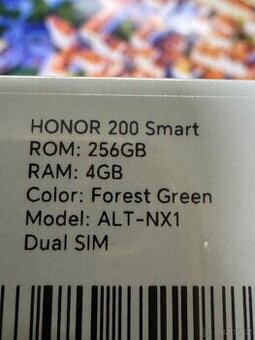 HONOR 200 Smart
ROM: 256GB
RAM: 4GB
Color: Forest Green
Model: ALT-NX1
Dual SIM